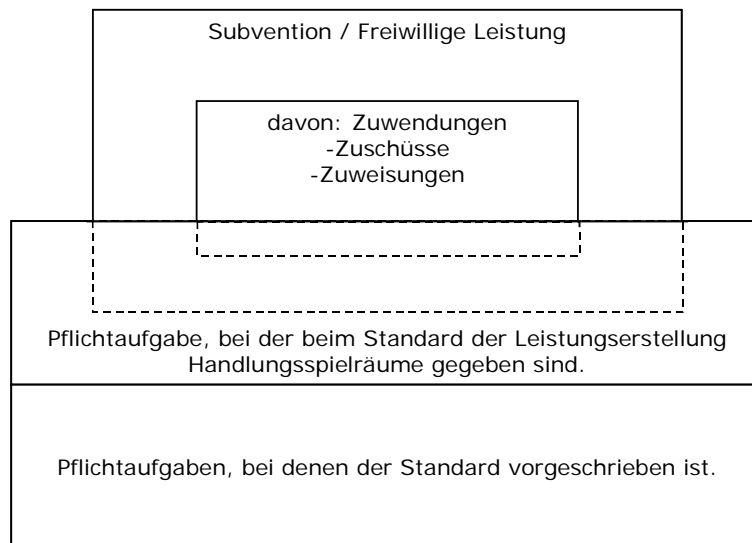 Subvention / Freiwillige Leistung
davon: Zuwendungen
-Zuschüsse
-Zuweisungen
Pflichtaufgabe, bei der beim Standard der Leistungserstellung
Handlungsspielräume gegeben sind.
Pflichtaufgaben, bei denen der Standard vorgeschrieben ist.